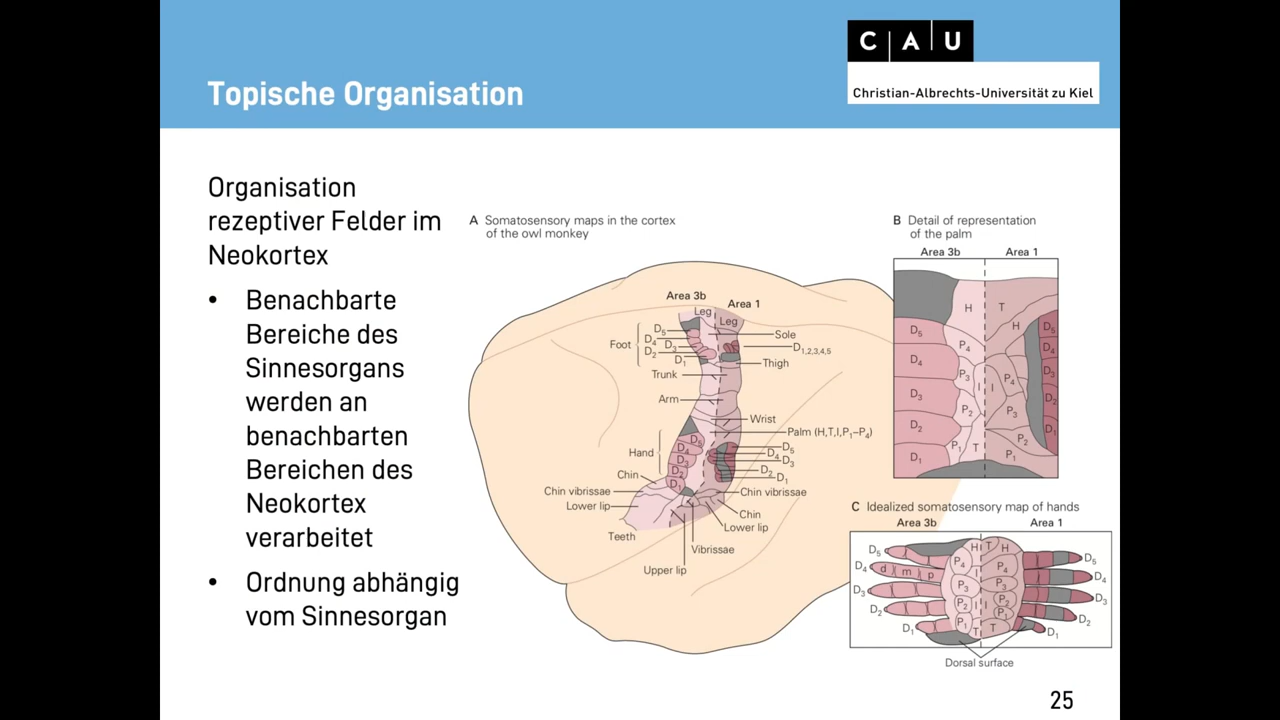 C A U
Christian-Albrechts-Universität zu Kiel
Topische Organisation
Organisation
rezeptiver Felder im
Neokortex
• Benachbarte
Bereiche des
Sinnesorgans
werden an
benachbarten
Bereichen des
Neokortex
verarbeitet
• Ordnung abhängig
vom Sinnesorgan
A Somatosensory maps in the cortex
of the owl monkey
Area 3b
Area 1
Leg
Leg
Foot
D5
D4
D3
D2
D1
Sole
D1,2,3,4,5
Thigh
Trunk
Arm
Wrist
Palm (H,T,I,P1–P4)
Hand
D5
D4
D3
D2
D1
D5
D4
D3
D2
D1
Chin
Chin vibrissae
Lower lip
Teeth
Chin vibrissae
Chin
Lower lip
Vibrissae
Upper lip
B Detail of representation
of the palm
Area 3b Area 1
H T
H
D5 D5
P4 D4
D4
P3 I I P4 D3
D3
P2 P3 D2
D2
P1 T P2 D1
D1 P1
C Idealized somatosensory map of hands
Area 3b Area 1
D5 H T H D5
D4 d m p P4 P4 D4
D3 P3 P3 D3
D2 P2 I I P2 D2
D1 P1 T T P1 D1
Dorsal surface
25